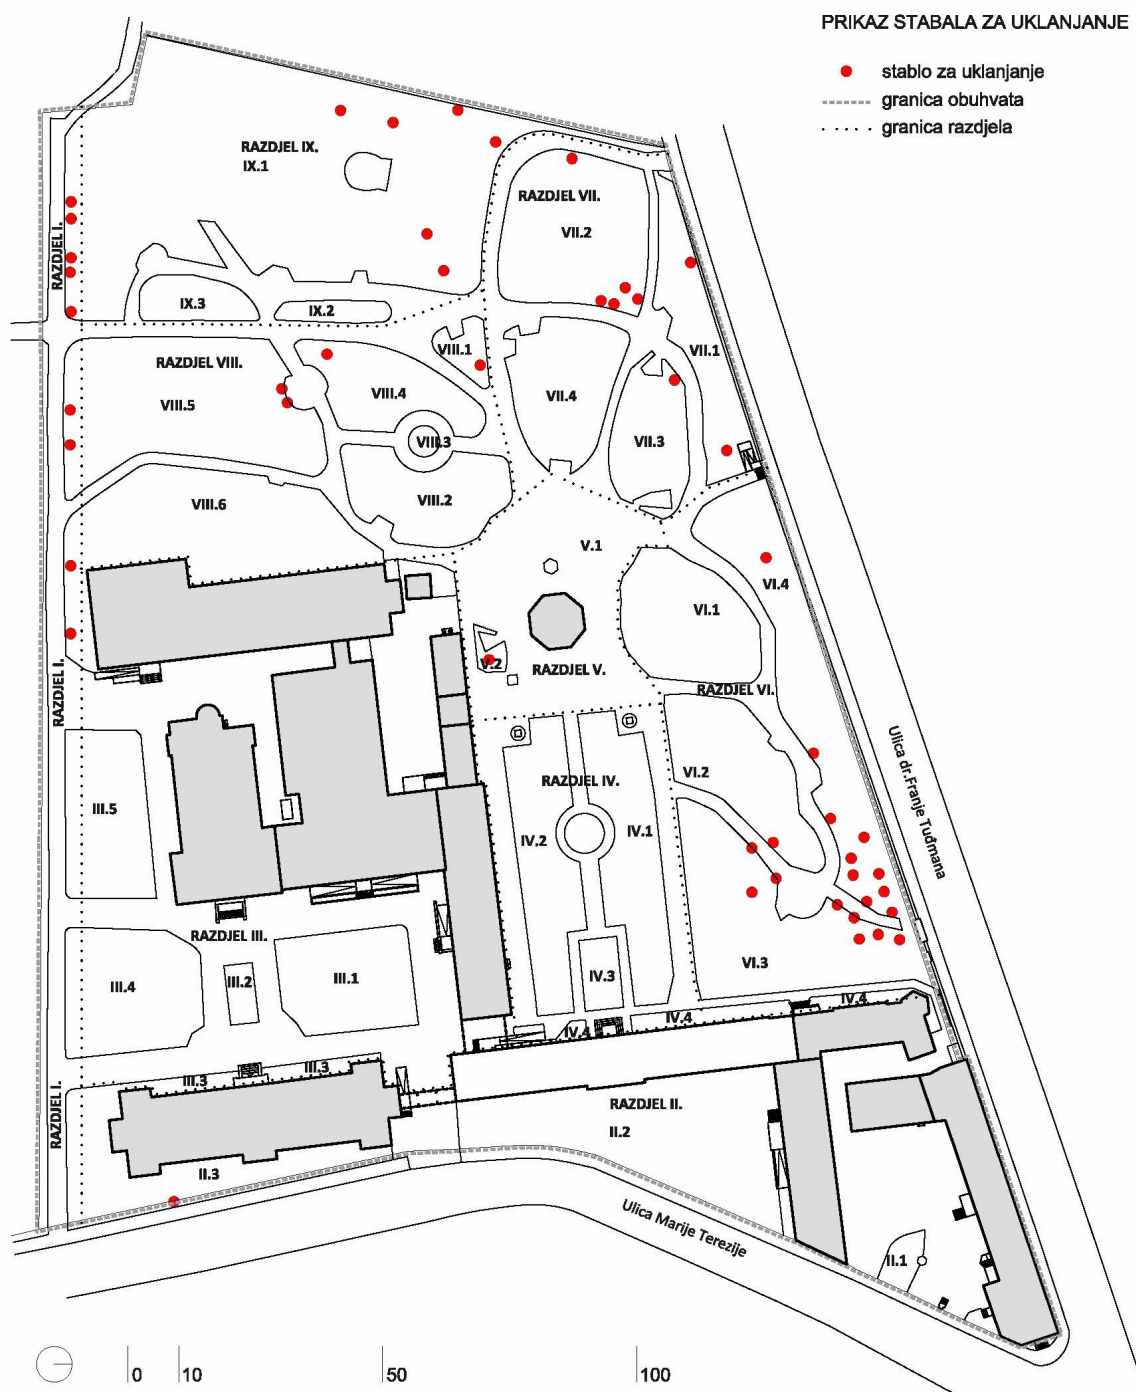 PRIKAZ STABALA ZA UKLANJANJE
stablo za uklanjanje
granica obuhvata
granica razdjela
RAZDJEL IX.
IX.1
RAZDJEL VII.
VII.2
RAZDJEL I.
IX.3
IX.2
VII.1
VIII.1
RAZDJEL VIII.
VIII.4
VII.4
VIII.5
VII.3
VIII.3
VIII.2
VIII.6
V.1
VI.4
VI.1
V.2
RAZDJEL V.
RAZDJEL VI.
RAZDJEL I.
Ulica dr.Franje Tuđmana
VI.2
RAZDJEL IV.
III.5
IV.2
IV.1
RAZDJEL III.
III.4
III.2
III.1
IV.3
VI.3
IV.4
IV.4
IV.4
III.3
III.3
RAZDJEL I.
RAZDJEL II.
II.2
II.3
Ulica Marije Terezije
II.1
0
10
50
100